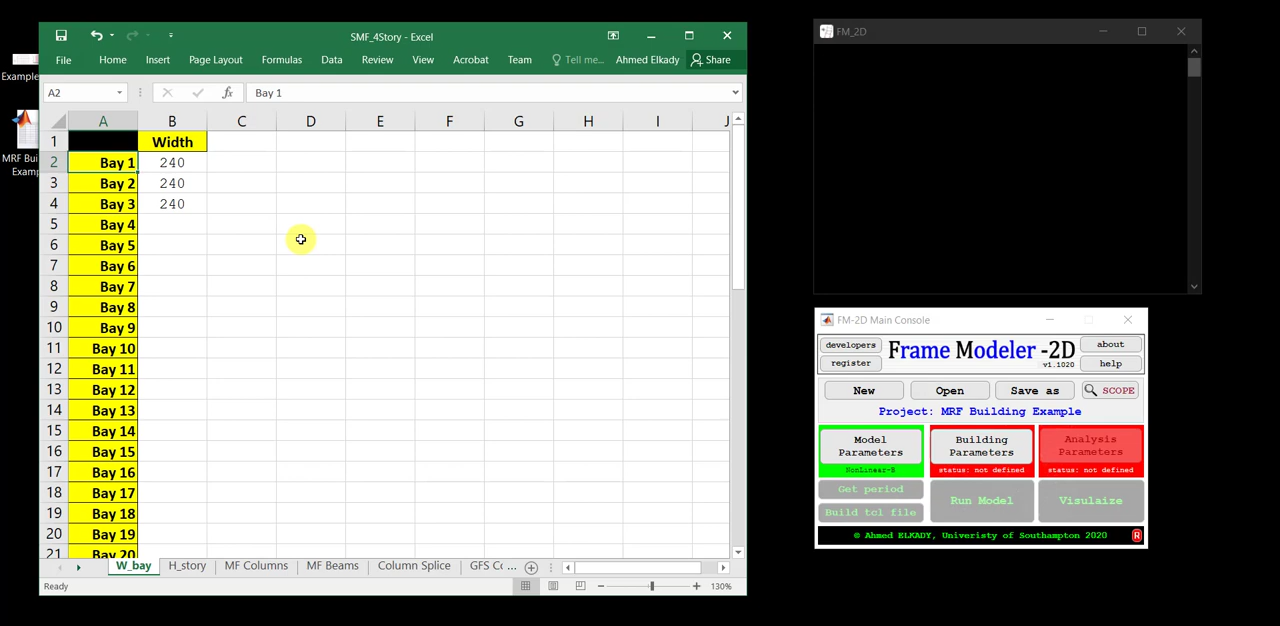 Example
MRF Bui
Exam
SMF_4Story - Excel
File Home Insert Page Layout Formulas Data Review View Acrobat Team Tell me... Ahmed Elkady Share
A2 fx Bay 1
A B C D E F G H I J
1 Width
2 Bay 1 240
3 Bay 2 240
4 Bay 3 240
5 Bay 4
6 Bay 5
7 Bay 6
8 Bay 7
9 Bay 8
10 Bay 9
11 Bay 10
12 Bay 11
13 Bay 12
14 Bay 13
15 Bay 14
16 Bay 15
17 Bay 16
18 Bay 17
19 Bay 18
20 Bay 19
21 Bay 20
W_bay H_story MF Columns MF Beams Column Splice GFS Cc ...
Ready 130%
FM_2D
FM-2D Main Console
developers Frame Modeler -2D about
register v1.1020 help
New Open Save as SCOPE
Project: MRF Building Example
Model Parameters
NonLinear-B
Building Parameters
status: not defined
Analysis Parameters
status: not defined
Get period
Build tcl file
Run Model
Visulaize
© Ahmed ELKADY, Univeristy of Southampton 2020 R